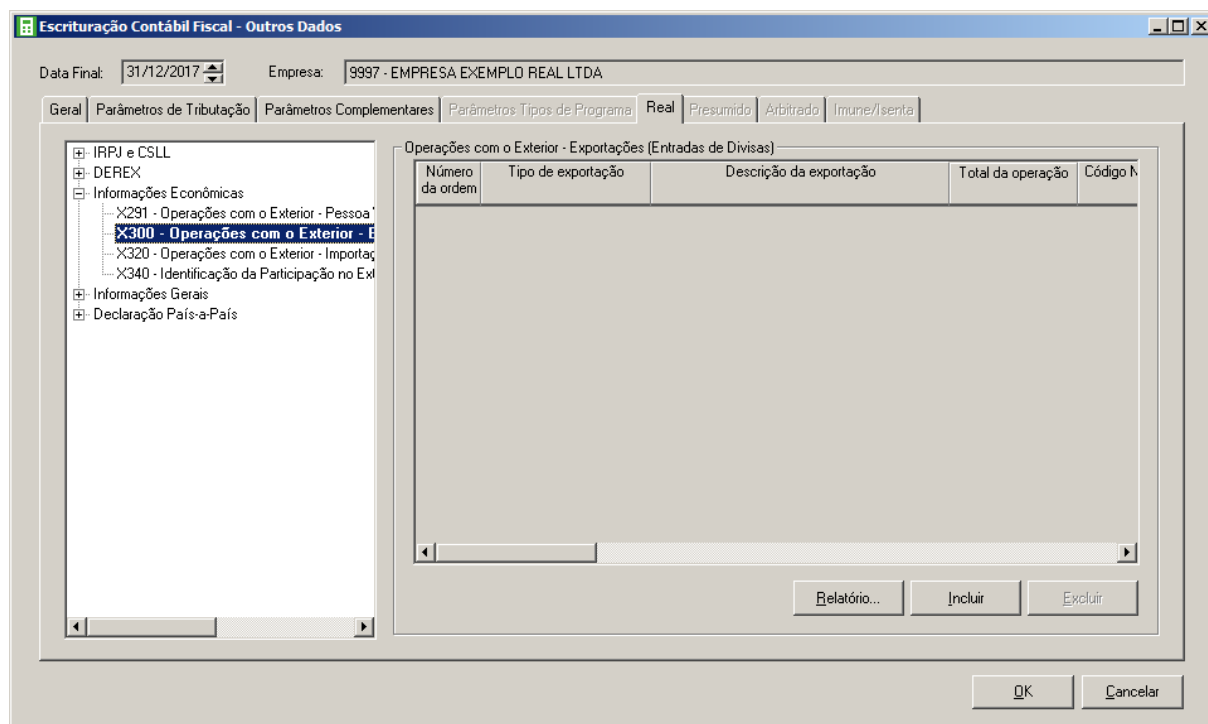 Escrituração Contábil Fiscal - Outros Dados
Data Final: 31/12/2017 Empresa: 9997 - EMPRESA EXEMPLO REAL LTDA
Geral Parâmetros de Tributação Parâmetros Complementares Parâmetros Tipos de Programa Real Presumido Arbitrado Imune/Isenta
IRPJ e CSLL
DEREX
Informações Econômicas
X291 - Operações com o Exterior - Pessoa
X300 - Operações com o Exterior - E
X320 - Operações com o Exterior - Importaç
X340 - Identificação da Participação no Ext
Informações Gerais
Declaração País-a-País
Operações com o Exterior - Exportações (Entradas de Divisas)
Número da ordem Tipo de exportação Descrição da exportação Total da operação Código N
Relatório... Incluir Excluir
OK Cancelar